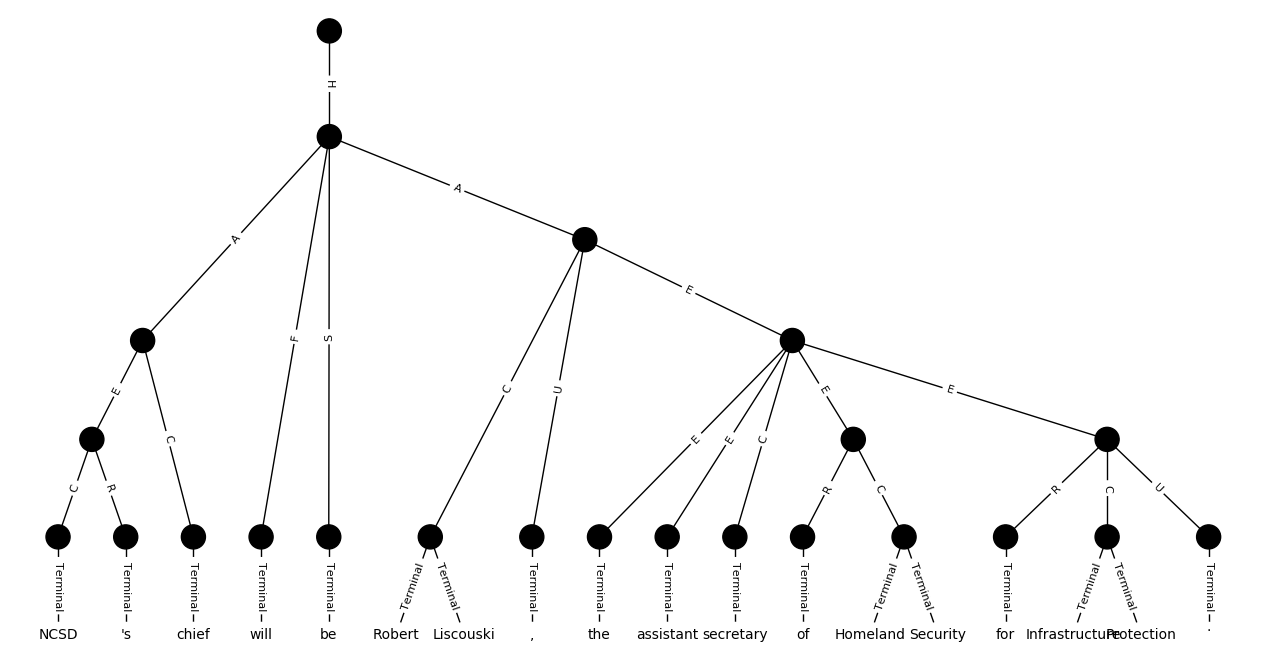 H
A
A
E
E
F
S
C
U
C
E
E
C
E
E
C
R
R
C
R
C
U
Terminal Terminal Terminal Terminal Terminal Terminal Terminal Terminal Terminal Terminal Terminal Terminal Terminal Terminal Terminal Terminal Terminal Terminal
NCSD 's chief will be Robert Liscouski , the assistant secretary of Homeland Security for Infrastructure Protection .